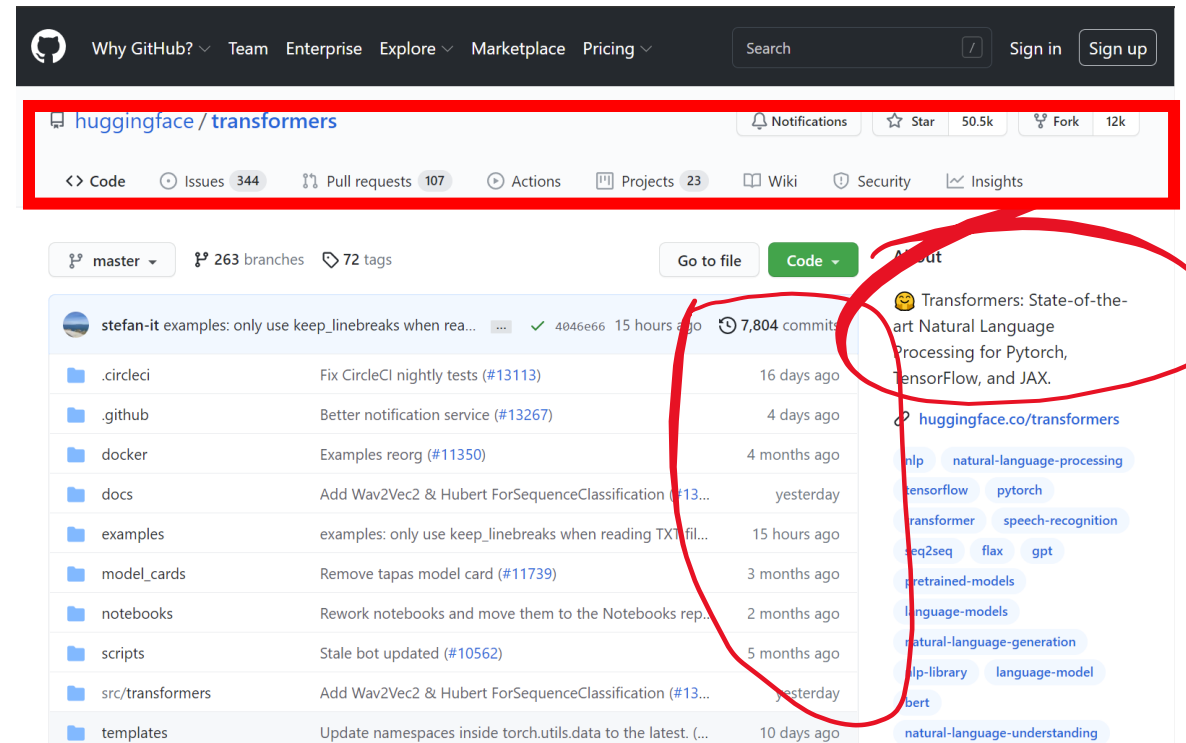 Why GitHub? Team Enterprise Explore Marketplace Pricing Search / Sign in Sign up
huggingface / transformers Notifications Star 50.5k Fork 12k
Code Issues 344 Pull requests 107 Actions Projects 23 Wiki Security Insights
master 263 branches 72 tags Go to file Code
About
stefan-it examples: only use keep_linebreaks when rea... ... 4046e66 15 hours ago 7,804 commits
.circleci Fix CircleCI nightly tests (#13113) 16 days ago
.github Better notification service (#13267) 4 days ago
docker Examples reorg (#11350) 4 months ago
docs Add Wav2Vec2 & Hubert ForSequenceClassification (#13... yesterday
examples examples: only use keep_linebreaks when reading TXT fil... 15 hours ago
model_cards Remove tapas model card (#11739) 3 months ago
notebooks Rework notebooks and move them to the Notebooks rep... 2 months ago
scripts Stale bot updated (#10562) 5 months ago
src/transformers Add Wav2Vec2 & Hubert ForSequenceClassification (#13... yesterday
templates Update namespaces inside torch.utils.data to the latest. (... 10 days ago
🤗 Transformers: State-of-the-
art Natural Language
Processing for Pytorch,
TensorFlow, and JAX.
huggingface.co/transformers
nlp natural-language-processing
tensorflow pytorch
transformer speech-recognition
seq2seq flax gpt
pretrained-models
language-models
natural-language-generation
nlp-library language-model
bert
natural-language-understanding